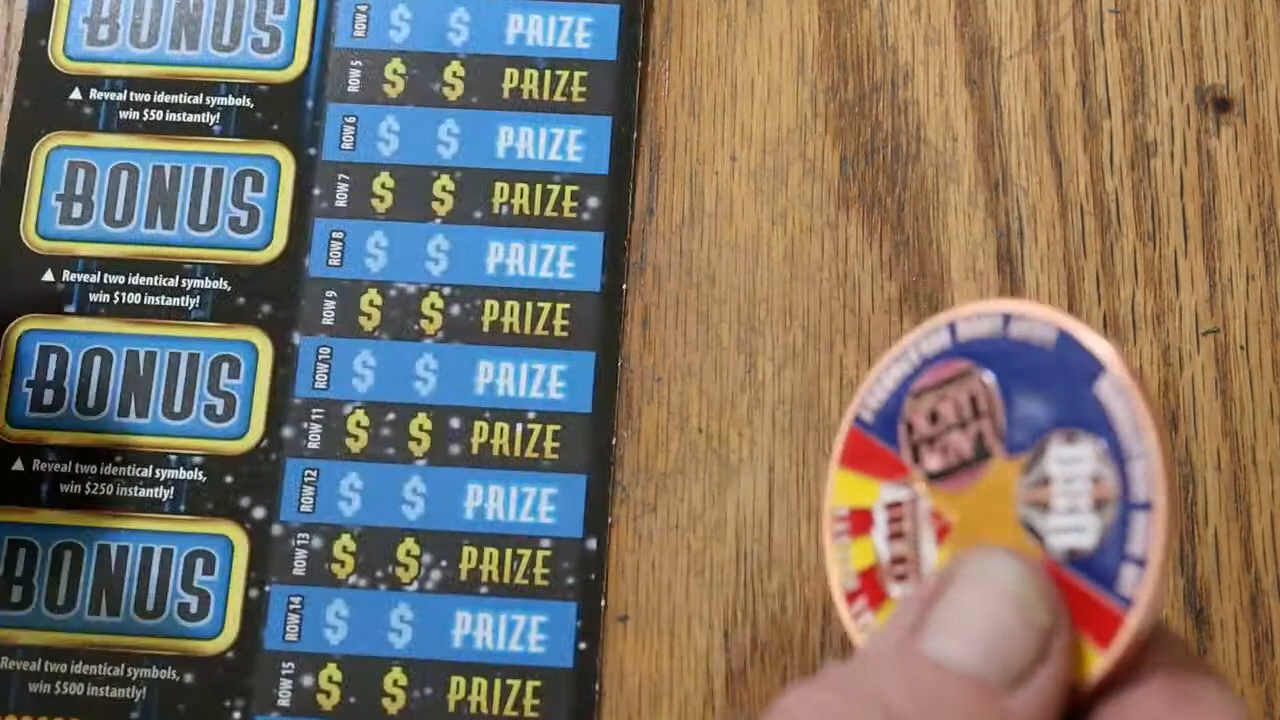 BONUS
▲ Reveal two identical symbols,
win $50 instantly!
BONUS
▲ Reveal two identical symbols,
win $100 instantly!
BONUS
▲ Reveal two identical symbols,
win $250 instantly!
BONUS
Reveal two identical symbols,
win $500 instantly!
ROW 4 $ $ PRIZE
ROW 5 $ $ PRIZE
ROW 6 $ $ PRIZE
ROW 7 $ $ PRIZE
ROW 8 $ $ PRIZE
ROW 9 $ $ PRIZE
ROW 10 $ $ PRIZE
ROW 11 $ $ PRIZE
ROW 12 $ $ PRIZE
ROW 13 $ $ PRIZE
ROW 14 $ $ PRIZE
ROW 15 $ $ PRIZE